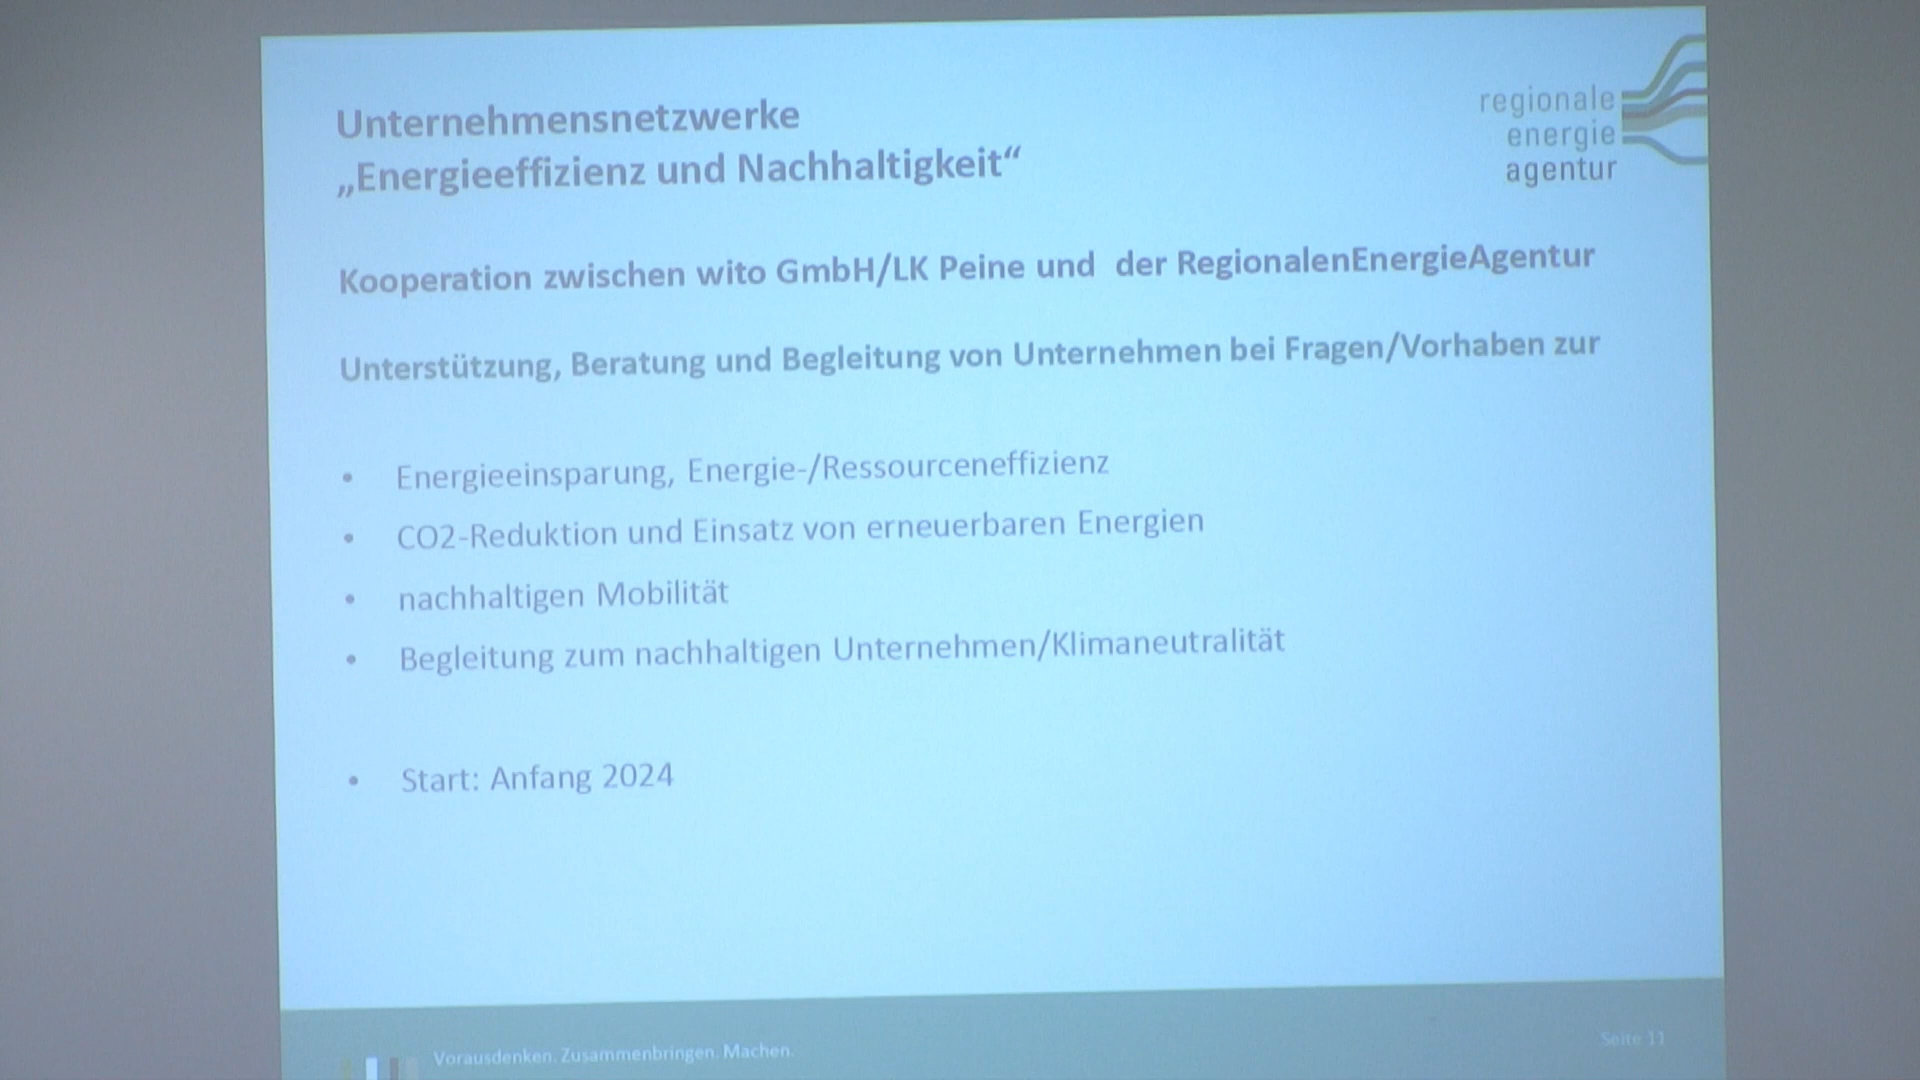 Unternehmensnetzwerke
„Energieeffizienz und Nachhaltigkeit“
regionale
energie
agentur
Kooperation zwischen wito GmbH/LK Peine und der RegionalenEnergieAgentur
Unterstützung, Beratung und Begleitung von Unternehmen bei Fragen/Vorhaben zur
• Energieeinsparung, Energie-/Ressourceneffizienz
• CO2-Reduktion und Einsatz von erneuerbaren Energien
• nachhaltigen Mobilität
• Begleitung zum nachhaltigen Unternehmen/Klimaneutralität
• Start: Anfang 2024
Vorausdenken. Zusammenbringen. Machen.
Seite 11